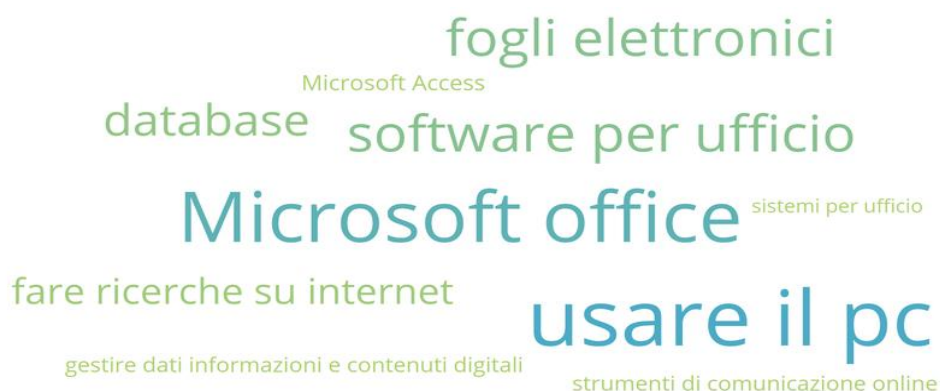 fogli elettronici
Microsoft Access
database
software per ufficio
Microsoft office
sistemi per ufficio
fare ricerche su internet
usare il pc
gestire dati informazioni e contenuti digitali
strumenti di comunicazione online